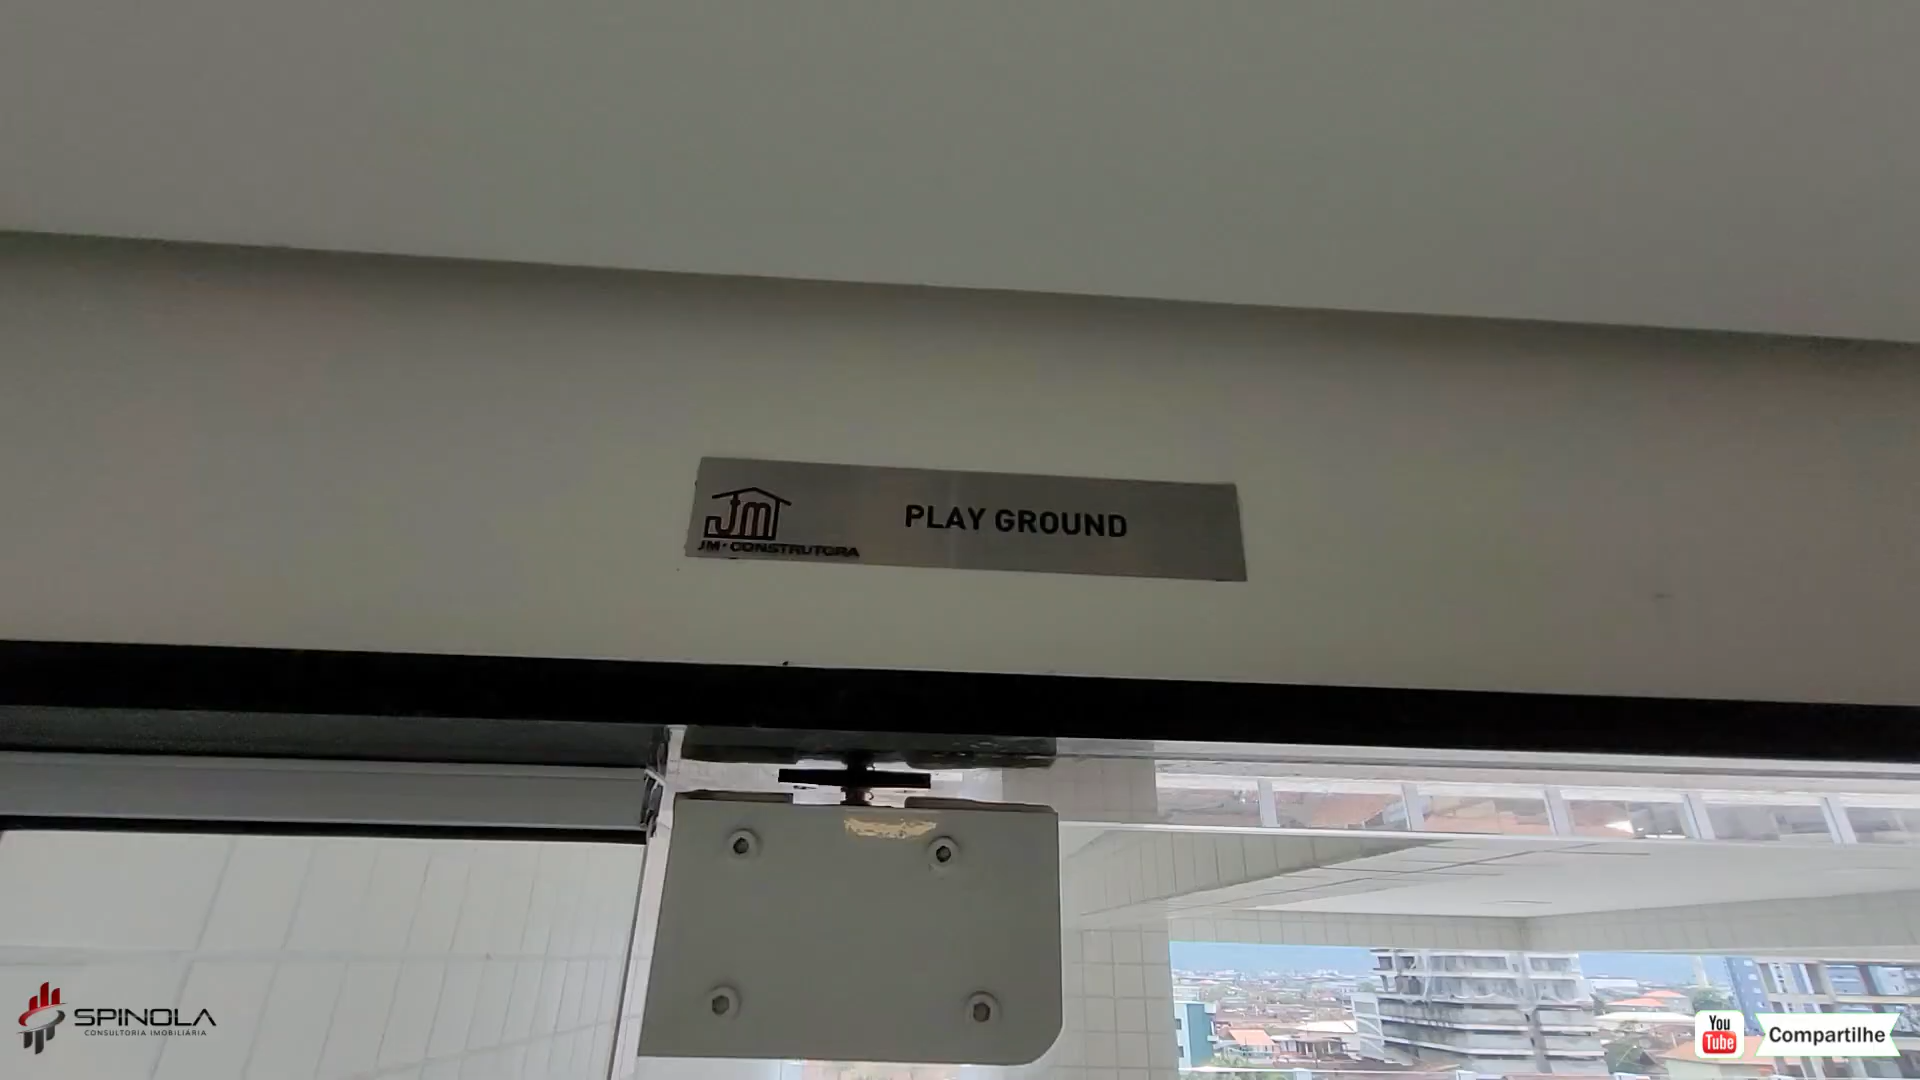 JM
JM · CONSTRUTORA
PLAY GROUND
SPINOLA
CONSULTORIA IMOBILIÁRIA
You
Tube
Compartilhe